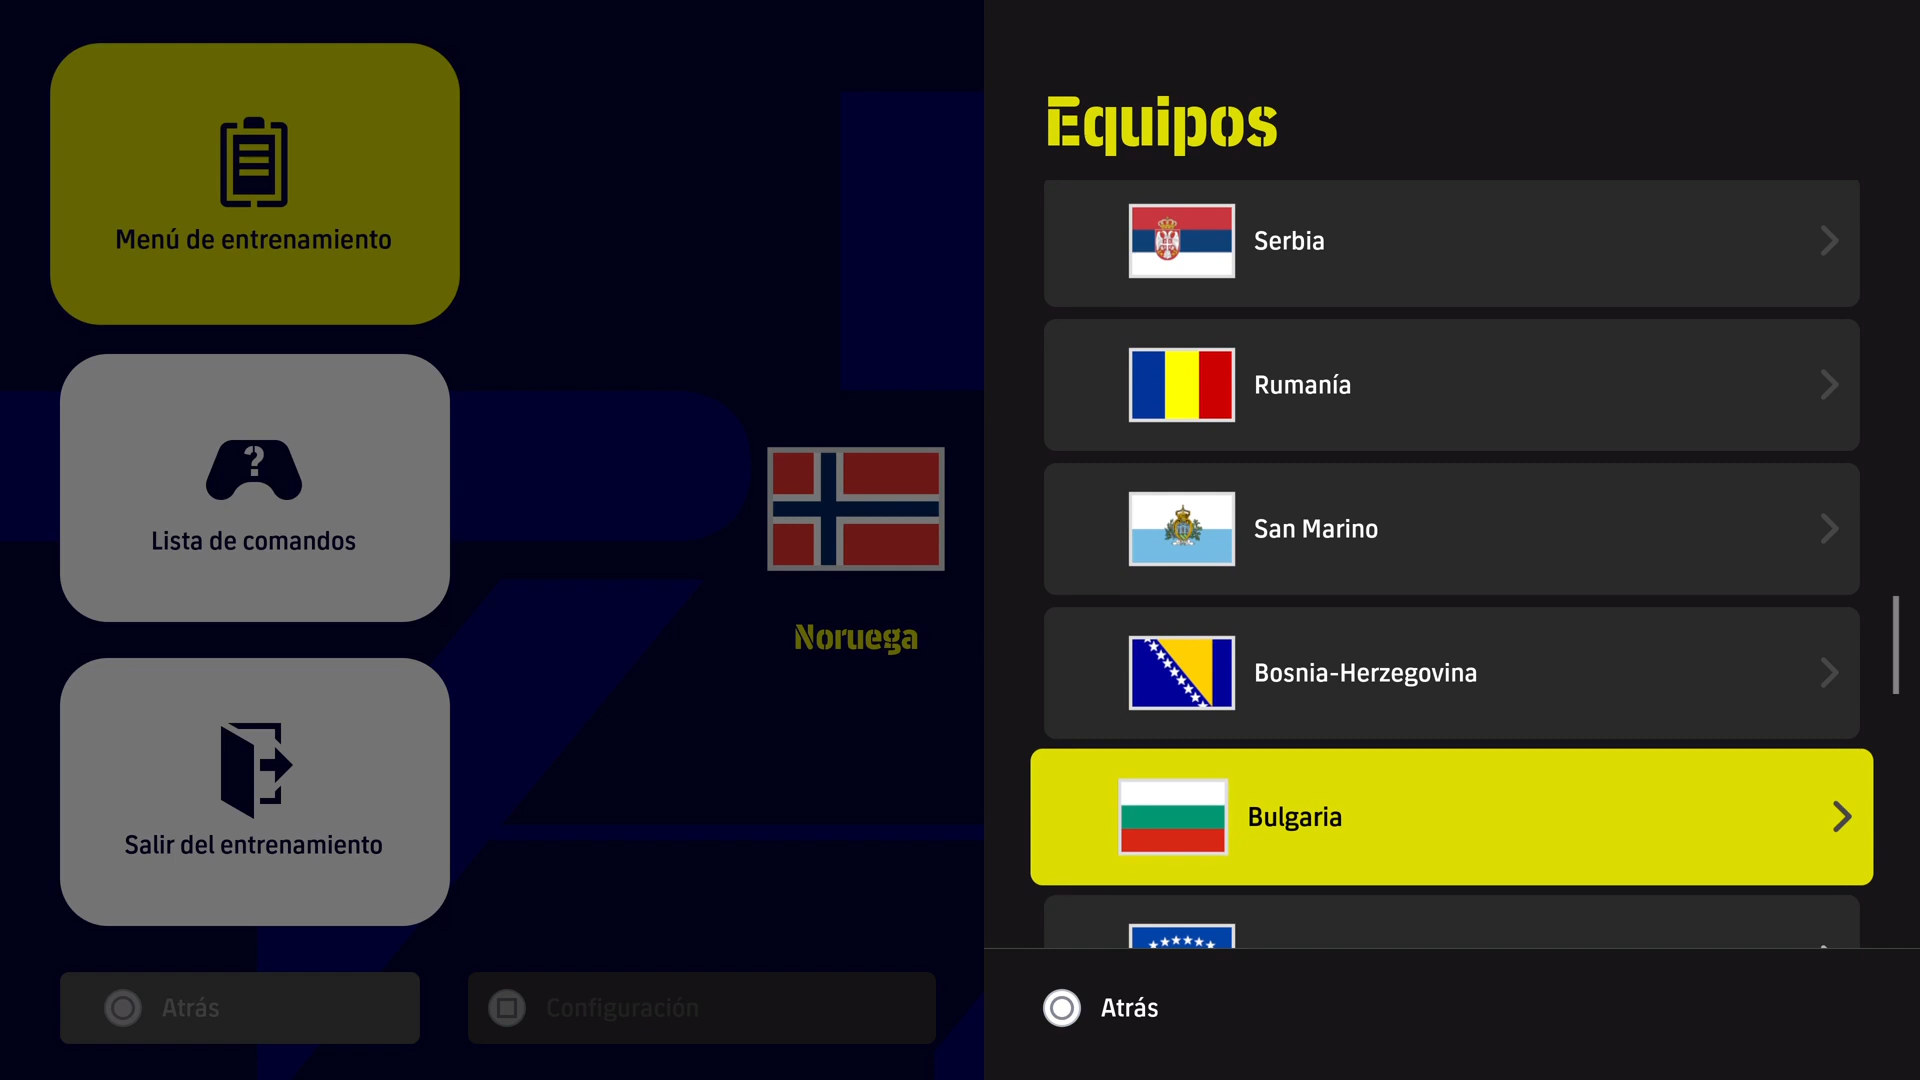 Menú de entrenamiento
Lista de comandos
Salir del entrenamiento
Atrás
Configuración
Noruega
Equipos
Serbia
Rumanía
San Marino
Bosnia-Herzegovina
Bulgaria
Atrás